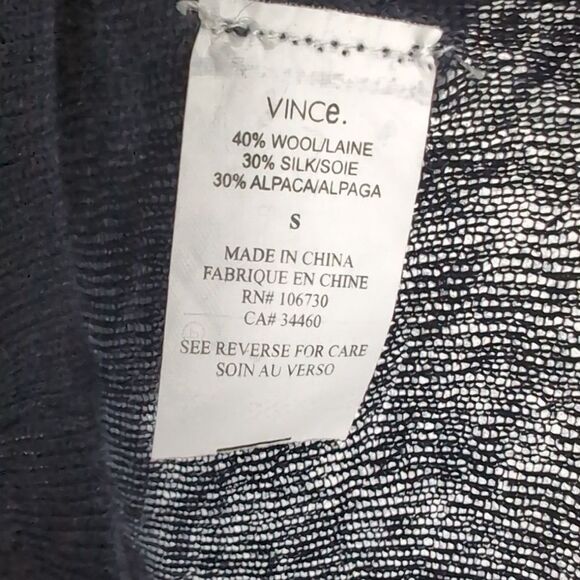 VINCe.
40% WOOL/LAINE
30% SILK/SOIE
30% ALPACA/ALPAGA
S
MADE IN CHINA
FABRIQUE EN CHINE
RN# 106730
CA# 34460
SEE REVERSE FOR CARE
SOIN AU VERSO